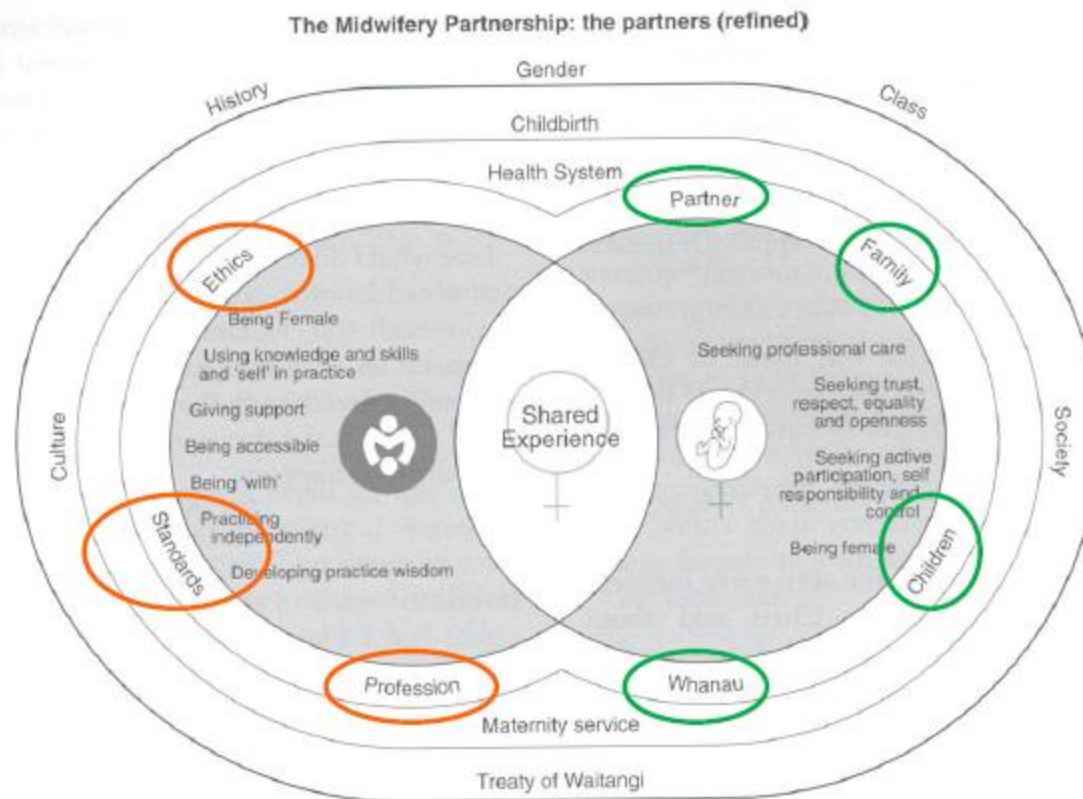 The Midwifery Partnership: the partners (refined)
Gender
History
Class
Childbirth
Health System
Partner
Ethics
Family
Being Female
Using knowledge and skills
and 'self' in practice
Giving support
Being accessible
Being 'with'
Practising
independently
Developing practice wisdom
Culture
Standards
Profession
Shared
Experience
Seeking professional care
Seeking trust,
respect, equality
and openness
Seeking active
participation, self
responsibility and
control
Being female
Society
Children
Whanau
Maternity service
Treaty of Waitangi